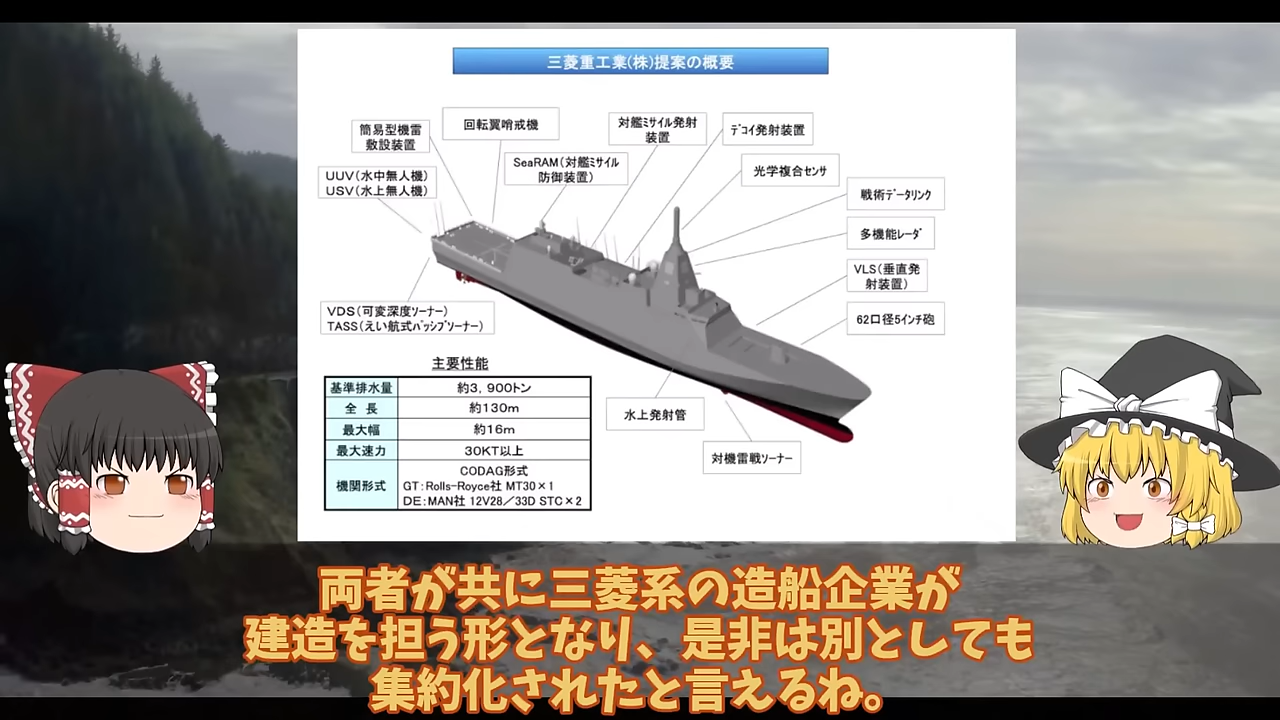 三菱重工業(株)提案の概要
簡易型機雷
敷設装置
回転翼哨戒機
対艦ﾐｻｲﾙ発射
装置
ﾃﾞｺｲ発射装置
SeaRAM(対艦ﾐｻｲﾙ
防御装置)
光学複合ｾﾝｻ
UUV(水中無人機)
USV(水上無人機)
戦術ﾃﾞｰﾀﾘﾝｸ
多機能ﾚｰﾀﾞ
VLS(垂直発
射装置)
62口径5ｲﾝﾁ砲
VDS(可変深度ｿｰﾅｰ)
TASS(えい航式ﾊﾟｯｼﾌﾞｿｰﾅｰ)
水上発射管
対機雷戦ｿｰﾅｰ
主要性能
基準排水量 約3,900トン
全 長 約130m
最大幅 約16m
最大速力 30KT以上
機関形式 CODAG形式
GT:Rolls-Royce社 MT30×1
DE:MAN社 12V28/33D STC×2
両者が共に三菱系の造船企業が
建造を担う形となり、是非は別としても
集約化されたと言えるね。